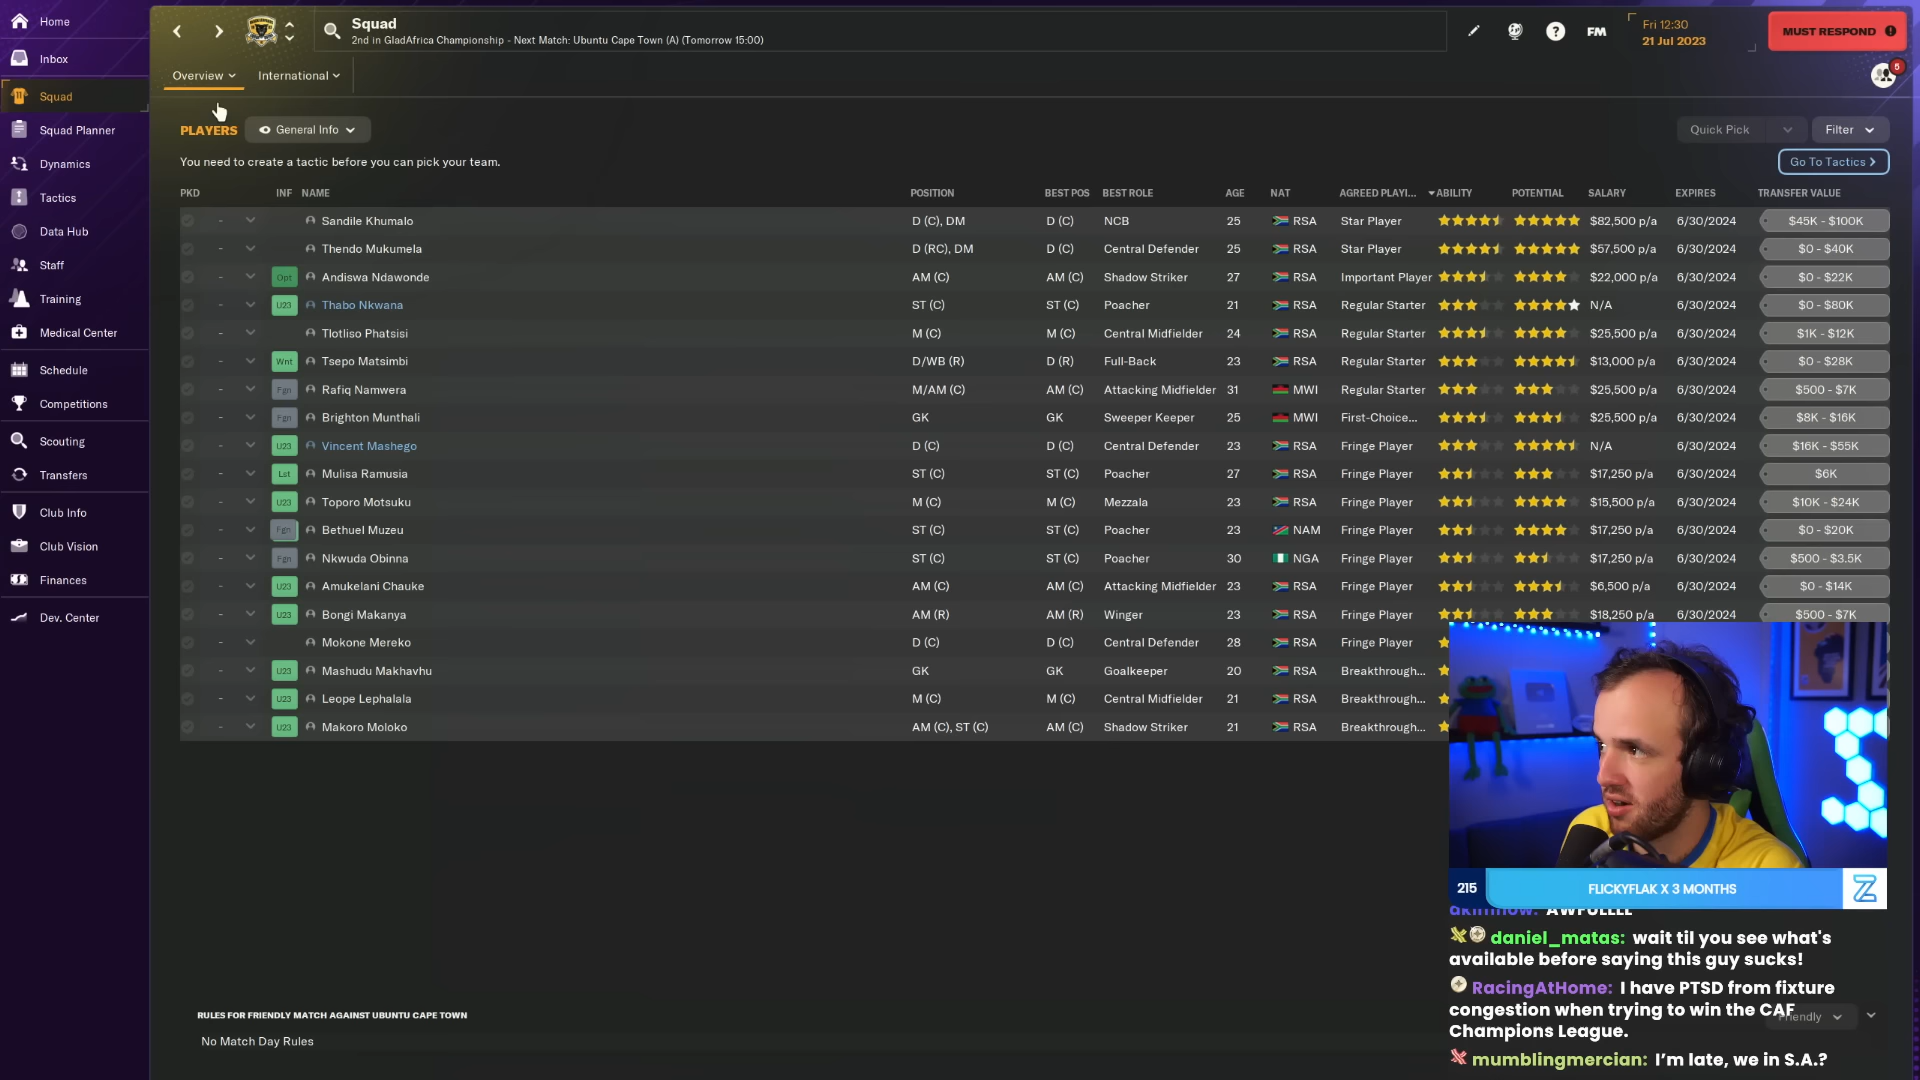 Home
Inbox
Squad
Squad Planner
Dynamics
Tactics
Data Hub
Staff
Training
Medical Center
Schedule
Competitions
Scouting
Transfers
Club Info
Club Vision
Finances
Dev. Center
Squad
2nd in GladAfrica Championship - Next Match: Ubuntu Cape Town (A) (Tomorrow 15:00)
FM
Fri 12:30
21 Jul 2023
MUST RESPOND
5
Overview International
PLAYERS General Info
Quick Pick Filter
You need to create a tactic before you can pick your team.
Go To Tactics
PKD INF NAME POSITION BEST POS BEST ROLE AGE NAT AGREED PLAYI... ABILITY POTENTIAL SALARY EXPIRES TRANSFER VALUE
- Sandile Khumalo D (C), DM D (C) NCB 25 RSA Star Player $82,500 p/a 6/30/2024 $45K - $100K
- Thendo Mukumela D (RC), DM D (C) Central Defender 25 RSA Star Player $57,500 p/a 6/30/2024 $0 - $40K
- Opt Andiswa Ndawonde AM (C) AM (C) Shadow Striker 27 RSA Important Player $22,000 p/a 6/30/2024 $0 - $22K
- U23 Thabo Nkwana ST (C) ST (C) Poacher 21 RSA Regular Starter N/A 6/30/2024 $0 - $80K
- Tlotliso Phatsisi M (C) M (C) Central Midfielder 24 RSA Regular Starter $25,500 p/a 6/30/2024 $1K - $12K
- Wnt Tsepo Matsimbi D/WB (R) D (R) Full-Back 23 RSA Regular Starter $13,000 p/a 6/30/2024 $0 - $28K
- Fgn Rafiq Namwera M/AM (C) AM (C) Attacking Midfielder 31 MWI Regular Starter $25,500 p/a 6/30/2024 $500 - $7K
- Fgn Brighton Munthali GK GK Sweeper Keeper 25 MWI First-Choice... $25,500 p/a 6/30/2024 $8K - $16K
- U23 Vincent Mashego D (C) D (C) Central Defender 23 RSA Fringe Player N/A 6/30/2024 $16K - $55K
- Lst Mulisa Ramusia ST (C) ST (C) Poacher 27 RSA Fringe Player $17,250 p/a 6/30/2024 $6K
- U23 Toporo Motsuku M (C) M (C) Mezzala 23 RSA Fringe Player $15,500 p/a 6/30/2024 $10K - $24K
- Fgn Bethuel Muzeu ST (C) ST (C) Poacher 23 NAM Fringe Player $17,250 p/a 6/30/2024 $0 - $20K
- Fgn Nkwuda Obinna ST (C) ST (C) Poacher 30 NGA Fringe Player $17,250 p/a 6/30/2024 $500 - $3.5K
- U23 Amukelani Chauke AM (C) AM (C) Attacking Midfielder 23 RSA Fringe Player $6,500 p/a 6/30/2024 $0 - $14K
- U23 Bongi Makanya AM (R) AM (R) Winger 23 RSA Fringe Player $18,250 p/a 6/30/2024 $500 - $7K
- Mokone Mereko D (C) D (C) Central Defender 28 RSA Fringe Player
- U23 Mashudu Makhavhu GK GK Goalkeeper 20 RSA Breakthrough...
- U23 Leope Lephalala M (C) M (C) Central Midfielder 21 RSA Breakthrough...
- U23 Makoro Moloko AM (C), ST (C) AM (C) Shadow Striker 21 RSA Breakthrough...
215 FLICKYFLAK X 3 MONTHS
AWFULLLL
daniel_matas: wait til you see what's
available before saying this guy sucks!
RacingAtHome: I have PTSD from fixture
congestion when trying to win the CAF
Champions League.
mumblingmercian: I'm late, we in S.A.?
Friendly
RULES FOR FRIENDLY MATCH AGAINST UBUNTU CAPE TOWN
No Match Day Rules